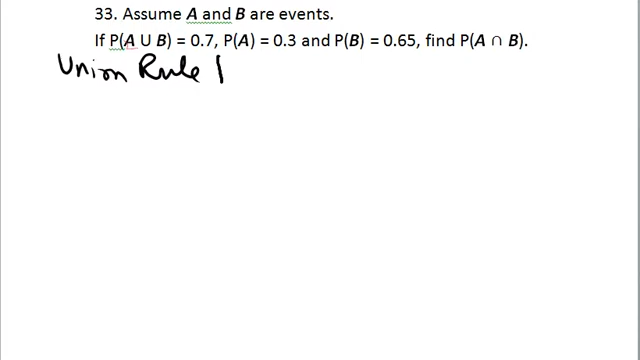 33. Assume A and B are events.
If P(A ∪ B) = 0.7, P(A) = 0.3 and P(B) = 0.65, find P(A ∩ B).
Union Rule